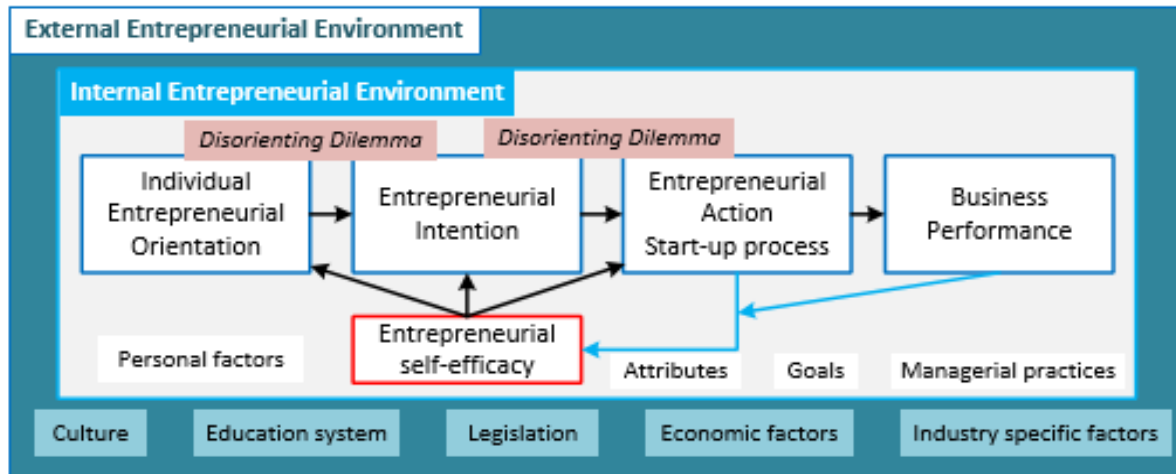 External Entrepreneurial Environment
Internal Entrepreneurial Environment
Disorienting Dilemma
Disorienting Dilemma
Individual
Entrepreneurial
Orientation
Entrepreneurial
Intention
Entrepreneurial
Action
Start-up process
Business
Performance
Entrepreneurial
self-efficacy
Personal factors
Attributes
Goals
Managerial practices
Culture
Education system
Legislation
Economic factors
Industry specific factors